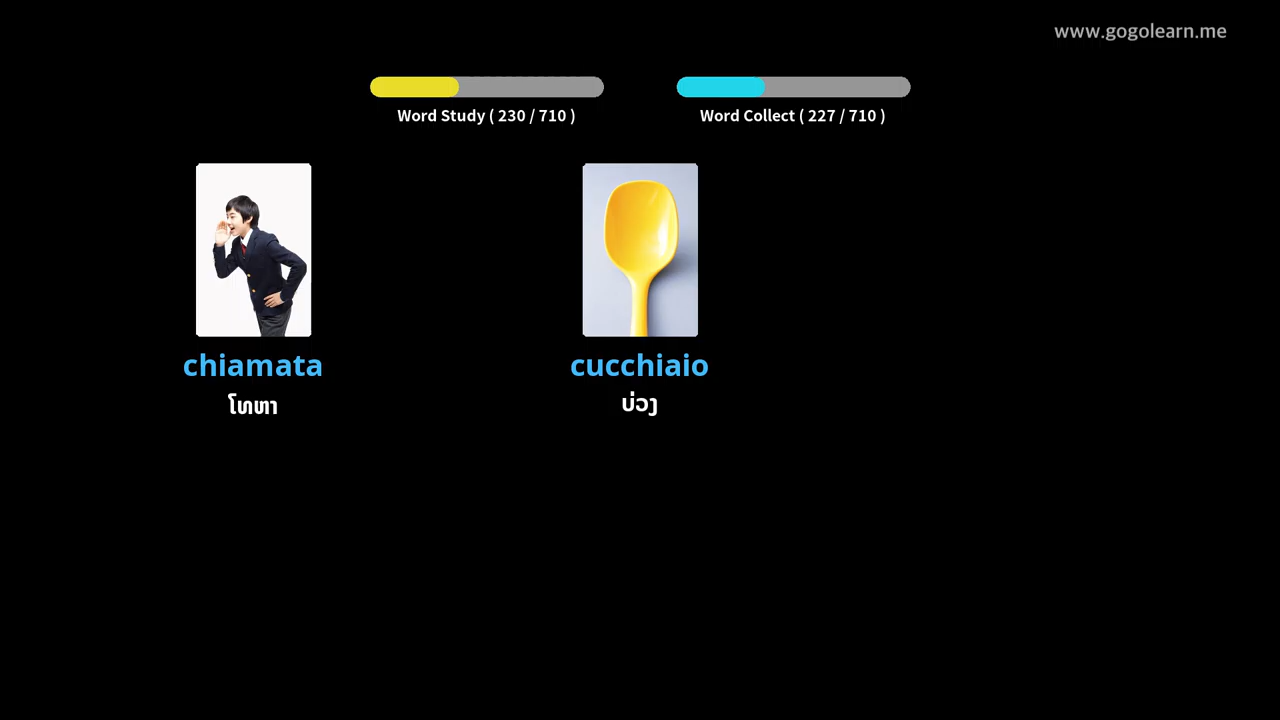 www.gogolearn.me
Word Study ( 230 / 710 )
Word Collect ( 227 / 710 )
chiamata
ໂທຫາ
cucchiaio
ບ່ວງ